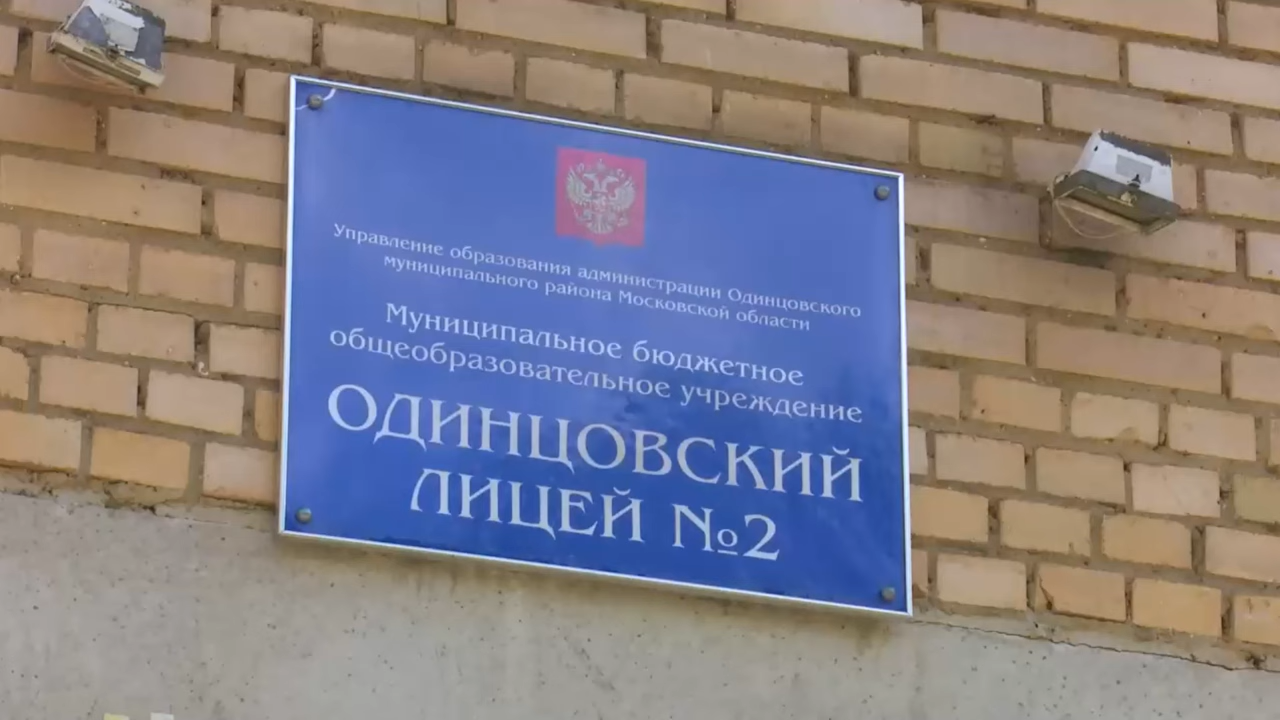 Управление образования администрации Одинцовского
муниципального района Московской области
Муниципальное бюджетное
общеобразовательное учреждение
ОДИНЦОВСКИЙ
ЛИЦЕЙ №2